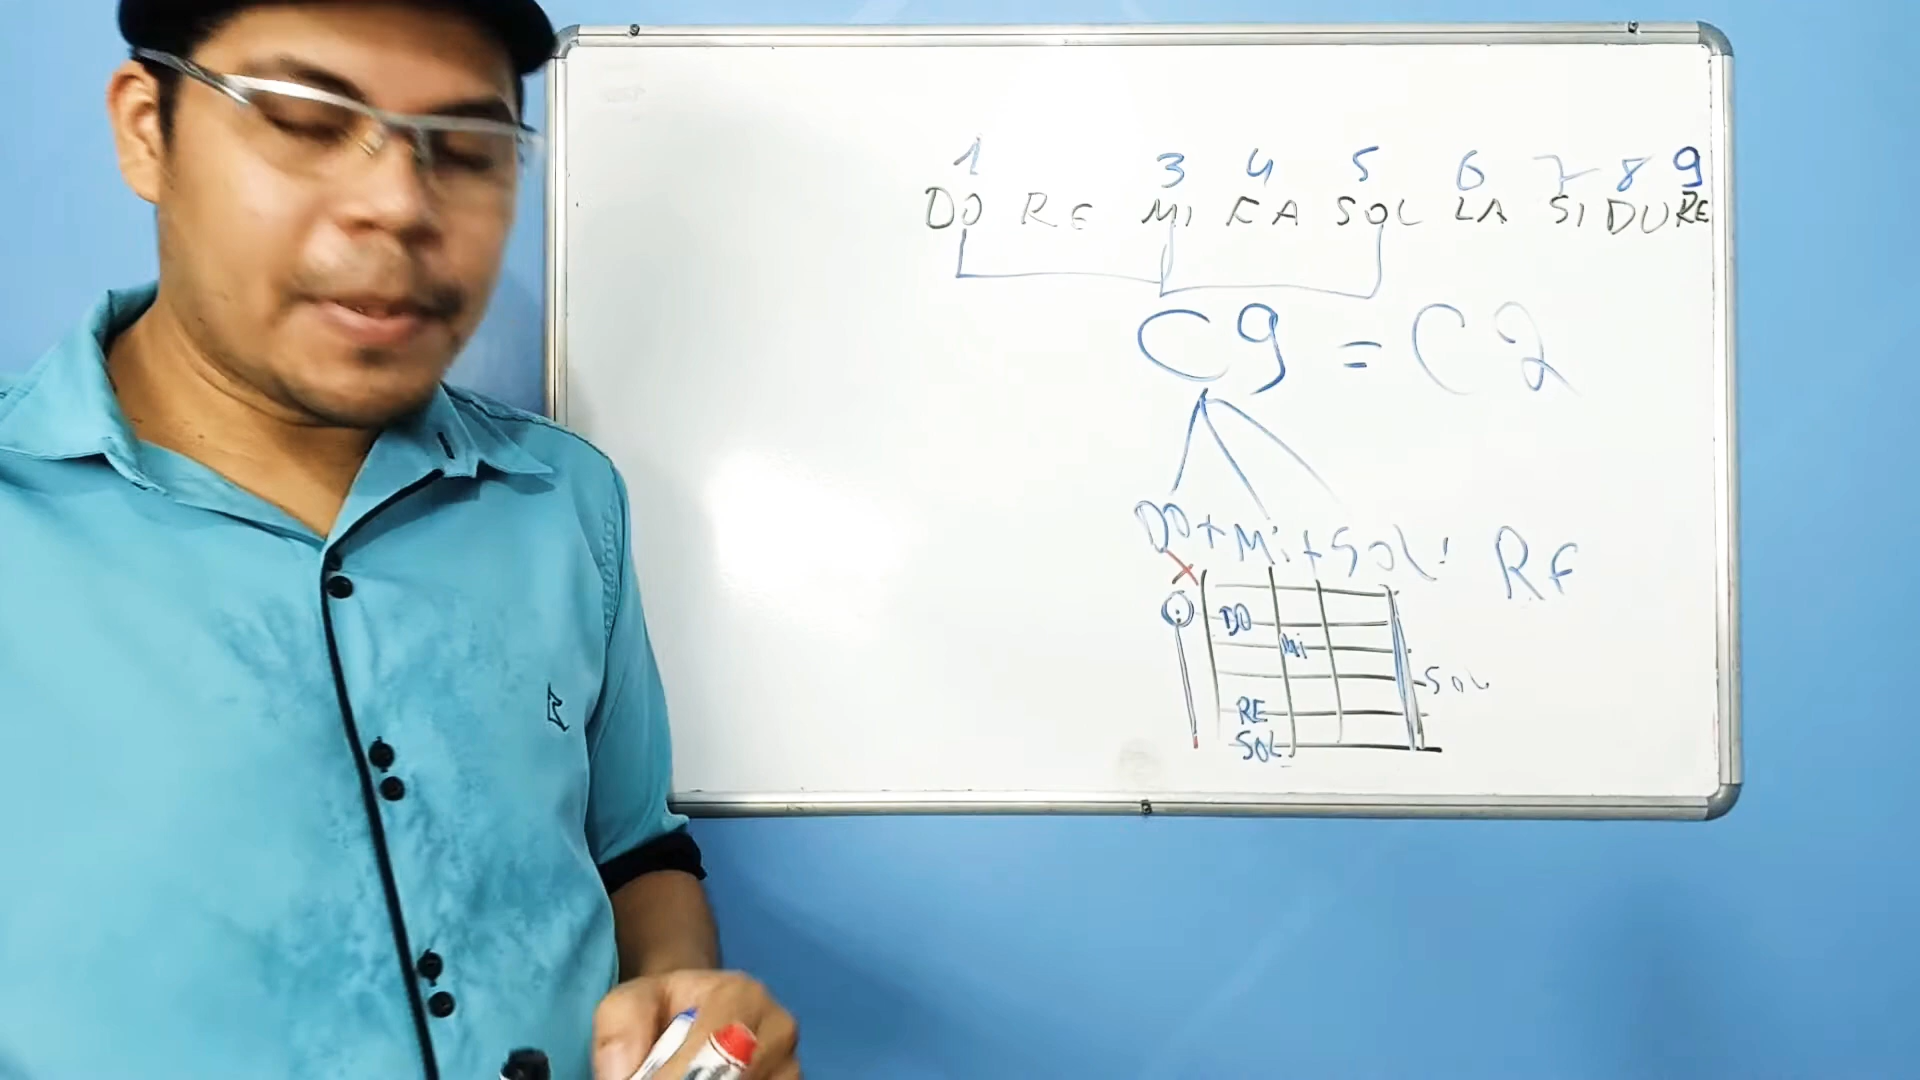 1 3 4 5 6 7 8 9
DO RE MI FA SOL LA SI DO RE
C9 = C2
DO + Mi + SOL RE
X
DO
Mi
SOL
RE
SOL